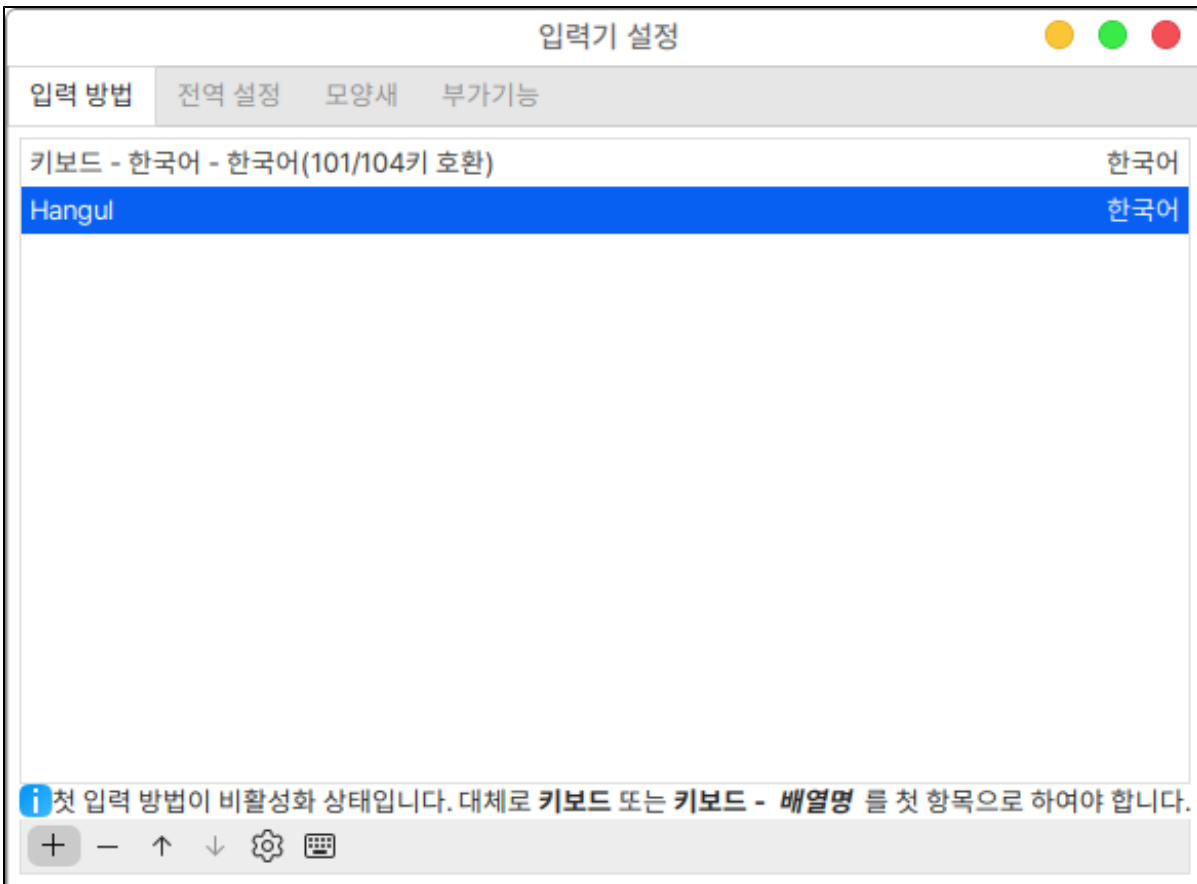 입력기 설정
입력 방법 전역 설정 모양새 부가기능
키보드 - 한국어 - 한국어(101/104키 호환) 한국어
Hangul 한국어
첫 입력 방법이 비활성화 상태입니다. 대체로 키보드 또는 키보드 - 배열명 를 첫 항목으로 하여야 합니다.